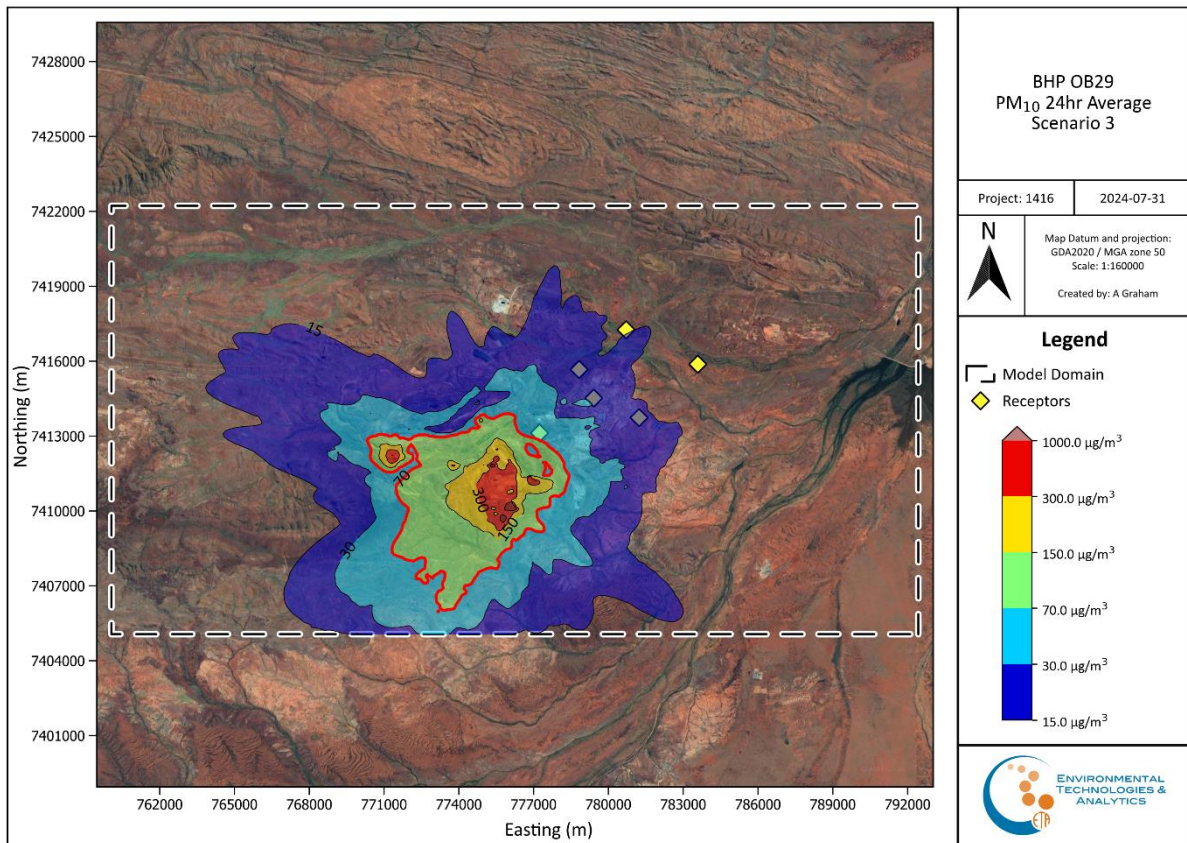 7428000
7425000
7422000
7419000
7416000
7413000
7410000
7407000
7404000
7401000
Northing (m)
15
70
300
150
30
762000 765000 768000 771000 774000 777000 780000 783000 786000 789000 792000
Easting (m)
BHP OB29
PM₁₀ 24hr Average
Scenario 3
Project: 1416
2024-07-31
N
Map Datum and projection:
GDA2020 / MGA zone 50
Scale: 1:160000
Created by: A Graham
Legend
Model Domain
Receptors
1000.0 µg/m³
300.0 µg/m³
150.0 µg/m³
70.0 µg/m³
30.0 µg/m³
15.0 µg/m³
ETA
ENVIRONMENTAL
TECHNOLOGIES &
ANALYTICS